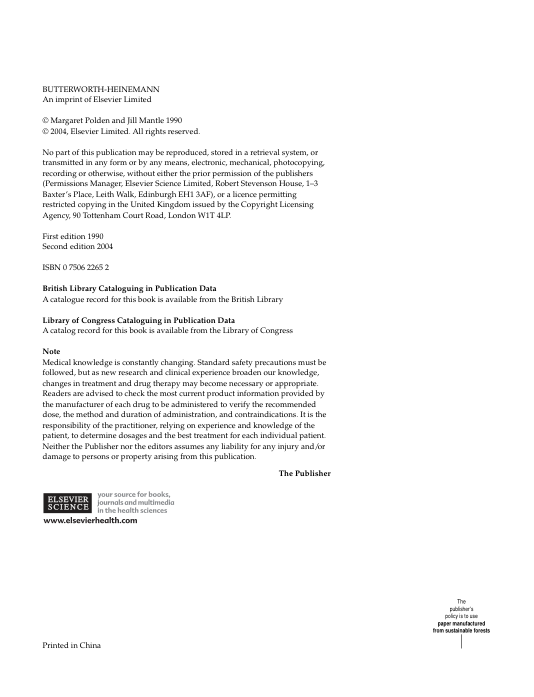 BUTTERWORTH-HEINEMANN
An imprint of Elsevier Limited
© Margaret Polden and Jill Mantle 1990
© 2004, Elsevier Limited. All rights reserved.
No part of this publication may be reproduced, stored in a retrieval system, or
transmitted in any form or by any means, electronic, mechanical, photocopying,
recording or otherwise, without either the prior permission of the publishers
(Permissions Manager, Elsevier Science Limited, Robert Stevenson House, 1–3
Baxter's Place, Leith Walk, Edinburgh EH1 3AF), or a licence permitting
restricted copying in the United Kingdom issued by the Copyright Licensing
Agency, 90 Tottenham Court Road, London W1T 4LP.
First edition 1990
Second edition 2004
ISBN 0 7506 2265 2
British Library Cataloguing in Publication Data
A catalogue record for this book is available from the British Library
Library of Congress Cataloguing in Publication Data
A catalog record for this book is available from the Library of Congress
Note
Medical knowledge is constantly changing. Standard safety precautions must be
followed, but as new research and clinical experience broaden our knowledge,
changes in treatment and drug therapy may become necessary or appropriate.
Readers are advised to check the most current product information provided by
the manufacturer of each drug to be administered to verify the recommended
dose, the method and duration of administration, and contraindications. It is the
responsibility of the practitioner, relying on experience and knowledge of the
patient, to determine dosages and the best treatment for each individual patient.
Neither the Publisher nor the editors assumes any liability for any injury and/or
damage to persons or property arising from this publication.
The Publisher
ELSEVIER
SCIENCE
your source for books,
journals and multimedia
in the health sciences
www.elsevierhealth.com
The
publisher's
policy is to use
paper manufactured
from sustainable forests
Printed in China